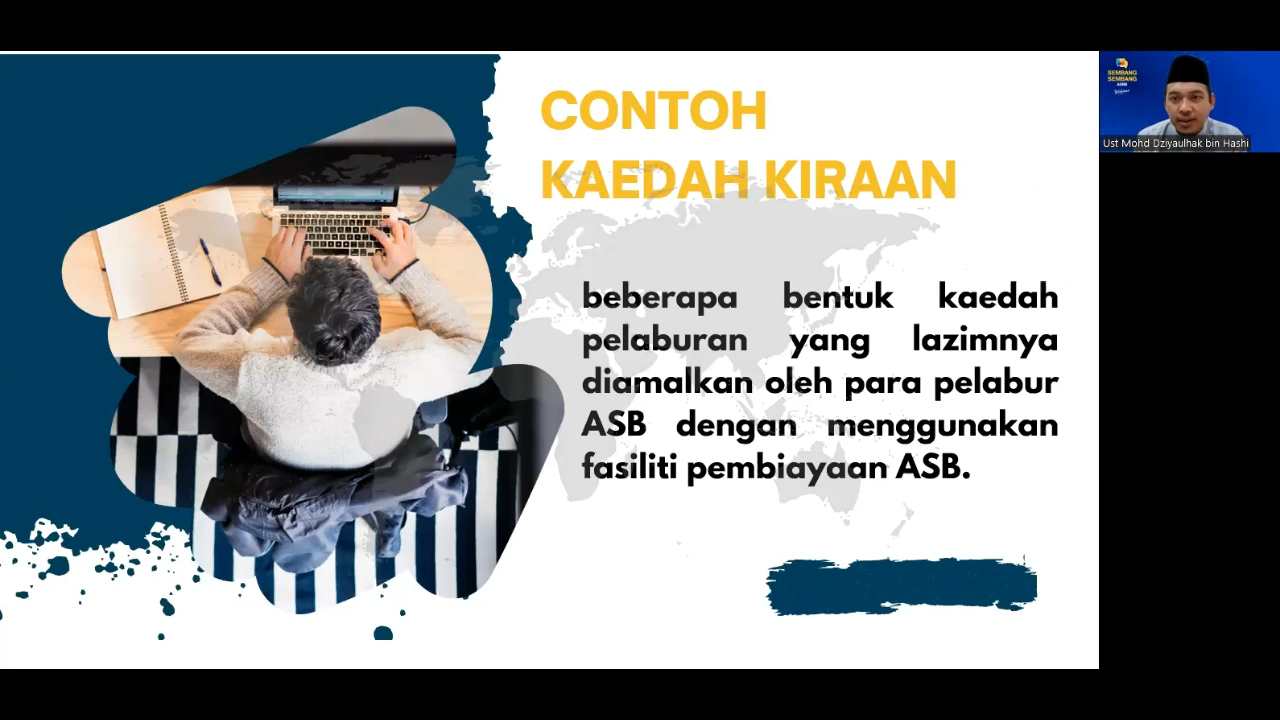 CONTOH
KAEDAH KIRAAN
beberapa bentuk kaedah
pelaburan yang lazimnya
diamalkan oleh para pelabur
ASB dengan menggunakan
fasiliti pembiayaan ASB.
SEMBANG
SEMBANG
ASNB
Ust Mohd Dziyaulhak bin Hashi